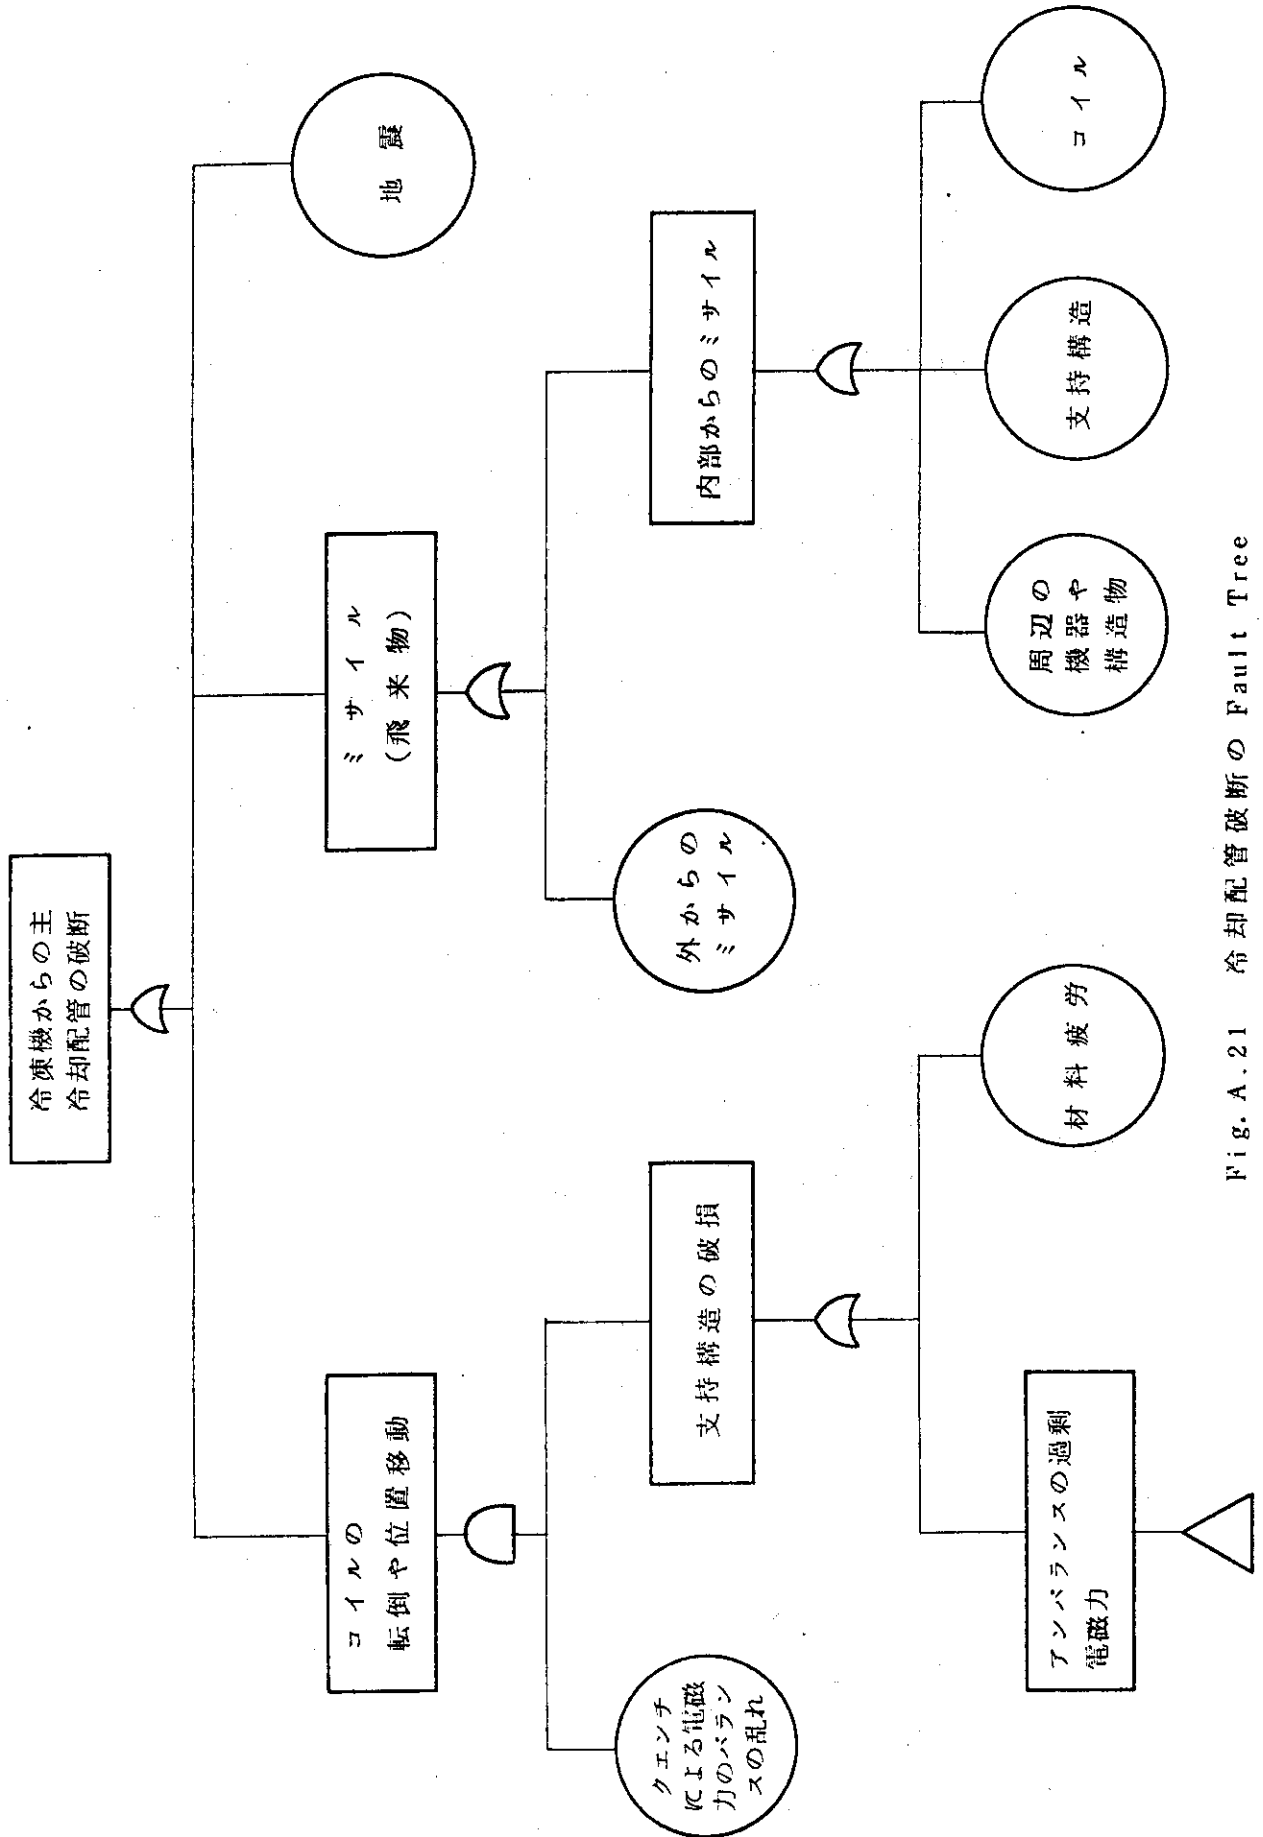 冷凍機からの主
冷却配管の破断
コイルの
転倒や位置移動
ミサイル
(飛来物)
地震
クエンチ
による電磁
力のバラン
スの乱れ
支持構造の破損
外からの
ミサイル
内部からのミサイル
アンバランスの過剰
電磁力
材料疲労
周辺の
機器や
構造物
支持構造
コイル
Fig. A.21 冷却配管破断の Fault Tree